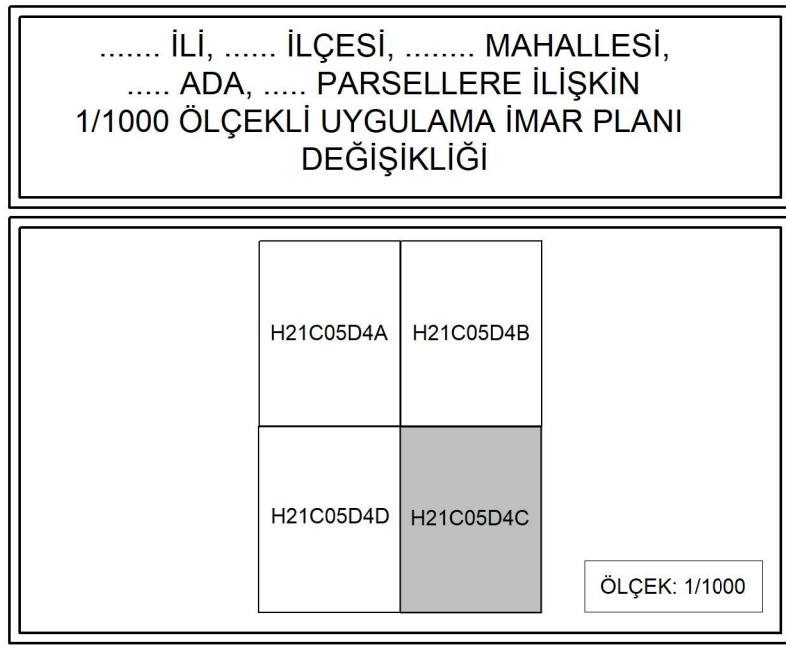 ....... İLİ, ...... İLÇESİ, ........ MAHALLESİ,
..... ADA, ..... PARSELLERE İLİŞKİN
1/1000 ÖLÇEKLİ UYGULAMA İMAR PLANI
DEĞİŞİKLİĞİ
H21C05D4A H21C05D4B
H21C05D4D H21C05D4C
ÖLÇEK: 1/1000